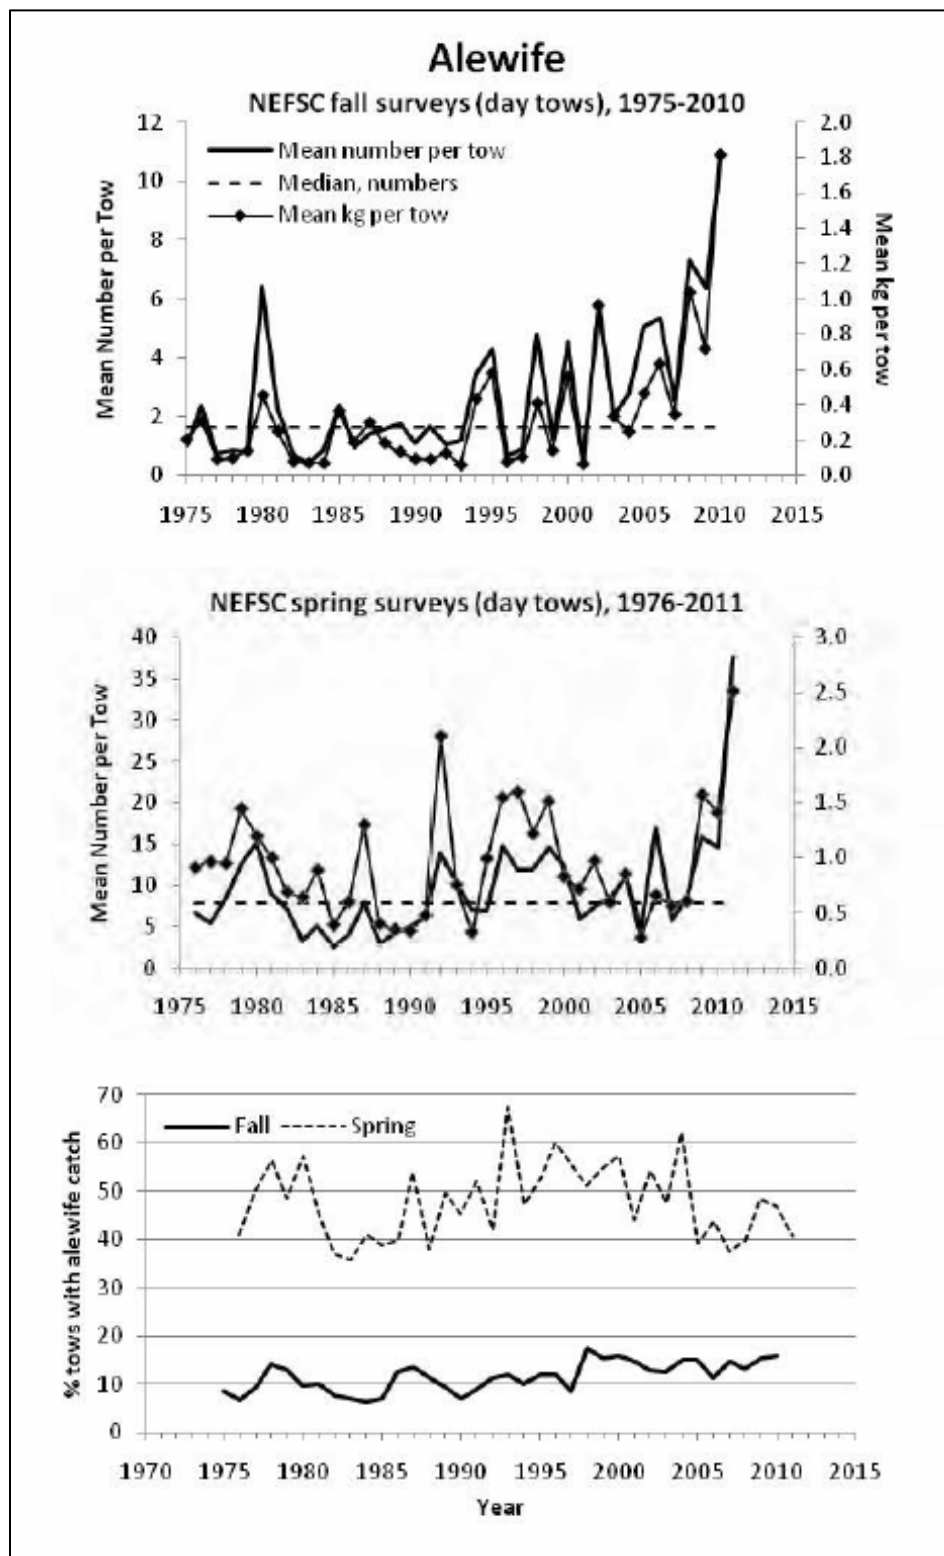 Alewife
NEFSC fall surveys (day tows), 1975-2010
12
10
8
6
4
2
0
Mean Number per Tow
Mean number per tow
Median, numbers
Mean kg per tow
2.0
1.8
1.6
1.4
1.2
1.0
0.8
0.6
0.4
0.2
0.0
Mean kg per tow
1975 1980 1985 1990 1995 2000 2005 2010 2015
NEFSC spring surveys (day tows), 1976-2011
40
35
30
25
20
15
10
5
0
Mean Number per Tow
3.0
2.5
2.0
1.5
1.0
0.5
0.0
1975 1980 1985 1990 1995 2000 2005 2010 2015
70
60
50
40
30
20
10
0
% tows with alewife catch
Fall Spring
1970 1975 1980 1985 1990 1995 2000 2005 2010 2015
Year